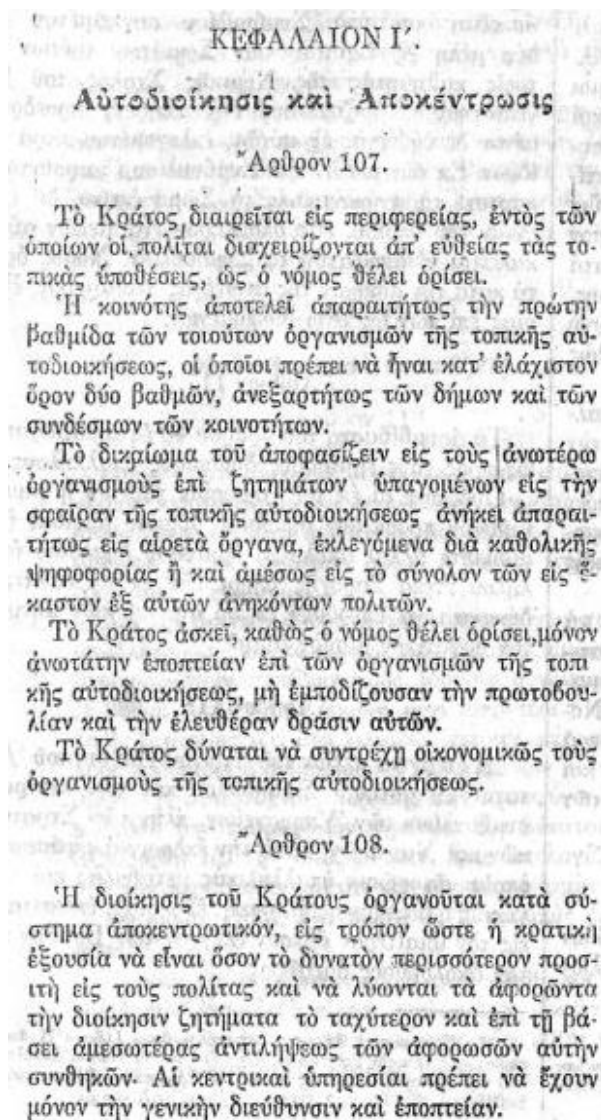 ΚΕΦΑΛΑΙΟΝ Ι΄
Αὐτοδιοίκησις καὶ Ἀποκέντρωσις
Ἄρθρον 107.
Τὸ Κράτος διαιρεῖται εἰς περιφερείας, ἐντὸς τῶν
ὁποίων οἱ πολῖται διαχειρίζονται ἀπ’ εὐθείας τὰς το-
πικὰς ὑποθέσεις, ὡς ὁ νόμος θέλει ὁρίσει.
Ἡ κοινότης ἀποτελεῖ ἀπαραιτήτως τὴν πρώτην
βαθμίδα τῶν τοιούτων ὀργανισμῶν τῆς τοπικῆς αὐ-
τοδιοικήσεως, οἱ ὁποῖοι πρέπει νὰ ἦναι κατ’ ἐλάχιστον
ὅρον δύο βαθμῶν, ἀνεξαρτήτως τῶν δήμων καὶ τῶν
συνδέσμων τῶν κοινοτήτων.
Τὸ δικαίωμα τοῦ ἀποφασίζειν εἰς τοὺς ἀνωτέρω
ὀργανισμοὺς ἐπὶ ζητημάτων ὑπαγομένων εἰς τὴν
σφαῖραν τῆς τοπικῆς αὐτοδιοικήσεως ἀνήκει ἀπαραι-
τήτως εἰς αἱρετὰ ὄργανα, ἐκλεγόμενα διὰ καθολικῆς
ψηφοφορίας ἢ καὶ ἀμέσως εἰς τὸ σύνολον τῶν εἰς ἕ-
καστον ἐξ αὐτῶν ἀνηκόντων πολιτῶν.
Τὸ Κράτος ἀσκεῖ, καθὼς ὁ νόμος θέλει ὁρίσει, μόνον
ἀνωτάτην ἐποπτείαν ἐπὶ τῶν ὀργανισμῶν τῆς τοπι
κῆς αὐτοδιοικήσεως, μὴ ἐμποδίζουσαν τὴν πρωτοβου-
λίαν καὶ τὴν ἐλευθέραν δρᾶσιν αὐτῶν.
Τὸ Κράτος δύναται νὰ συντρέχῃ οἰκονομικῶς τοὺς
ὀργανισμοὺς τῆς τοπικῆς αὐτοδιοικήσεως.
Ἄρθρον 108.
Ἡ διοίκησις τοῦ Κράτους ὀργανοῦται κατὰ σύ-
στημα ἀποκεντρωτικόν, εἰς τρόπον ὥστε ἡ κρατικὴ
ἐξουσία νὰ εἶναι ὅσον τὸ δυνατὸν περισσότερον προσ-
ιτὴ εἰς τοὺς πολίτας καὶ νὰ λύωνται τὰ ἀφορῶντα
τὴν διοίκησιν ζητήματα τὸ ταχύτερον καὶ ἐπὶ τῇ βά-
σει ἀμεσωτέρας ἀντιλήψεως τῶν ἀφορωσῶν αὐτὴν
συνθηκῶν· Αἱ κεντρικαὶ ὑπηρεσίαι πρέπει νὰ ἔχουν
μόνον τὴν γενικὴν διεύθυνσιν καὶ ἐποπτείαν.